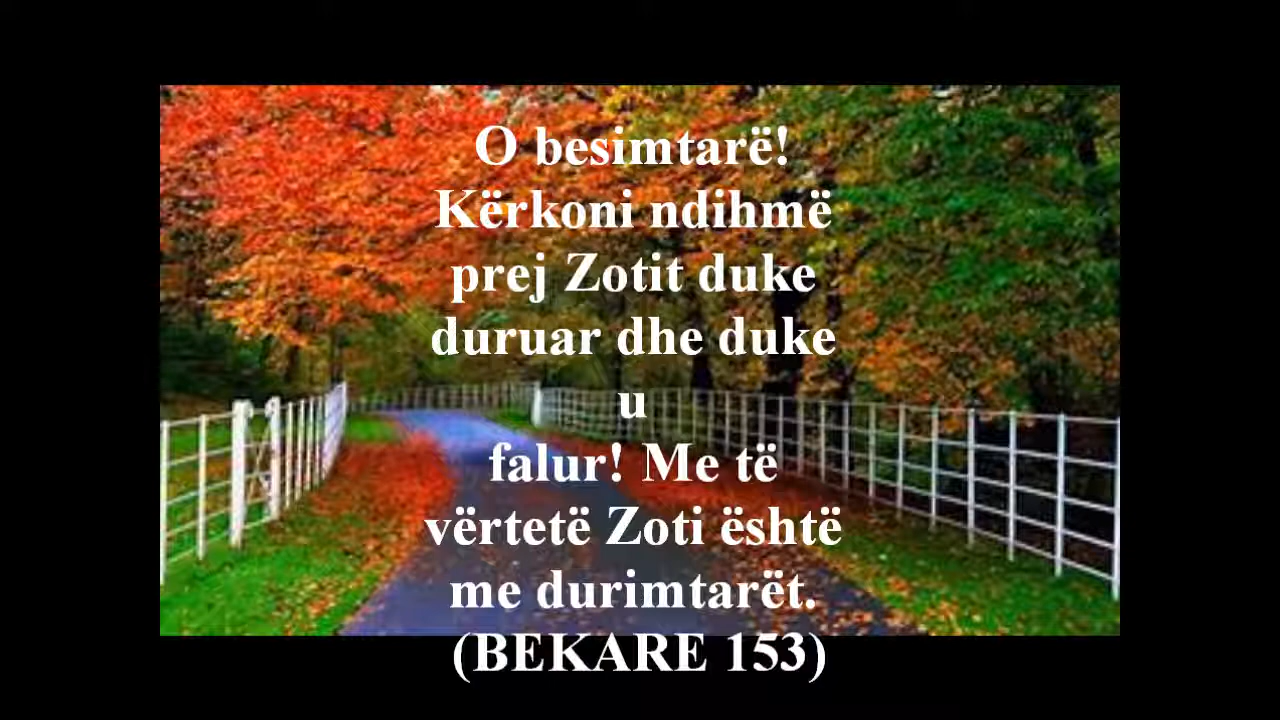 O besimtarë!
Kërkoni ndihmë
prej Zotit duke
duruar dhe duke
u
falur! Me të
vërtetë Zoti është
me durimtarët.
(BEKARE 153)